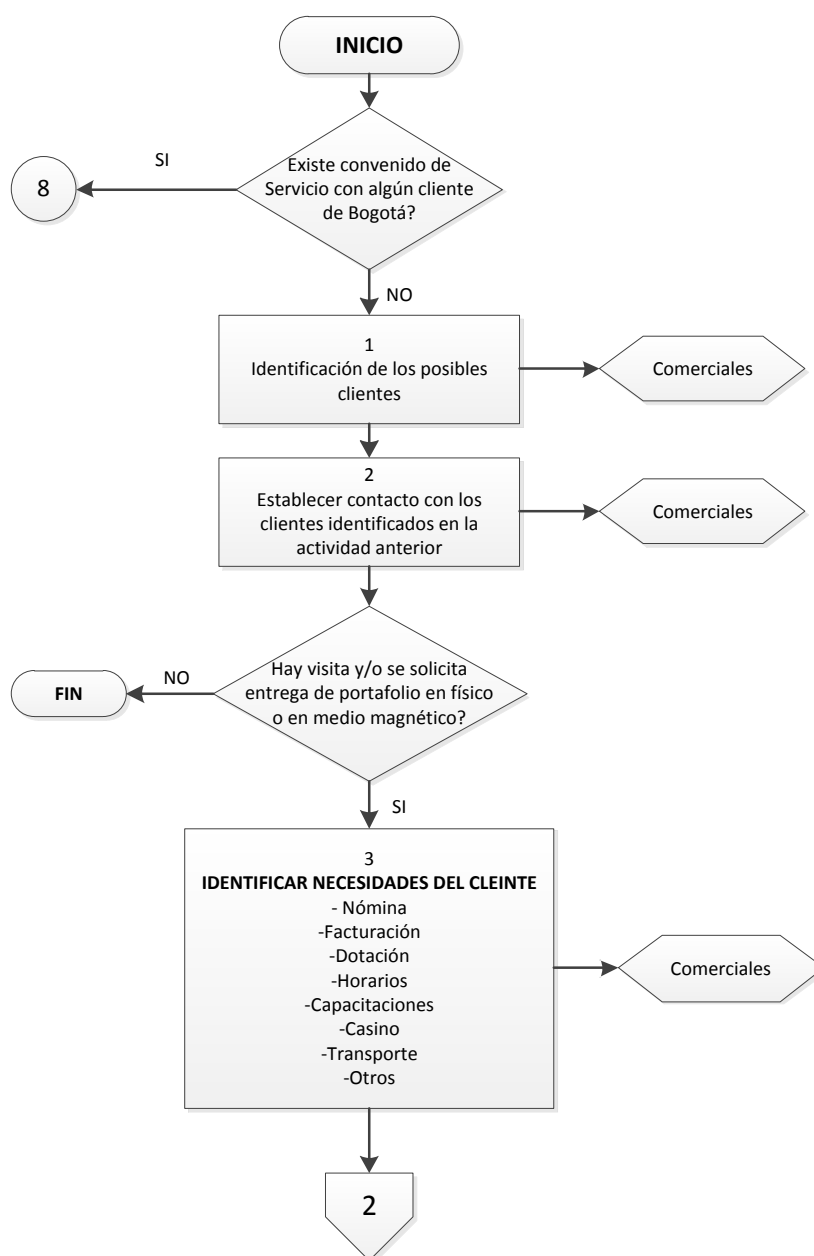 INICIO
Existe convenido de
Servicio con algún cliente
de Bogotá?
SI
8
NO
1
Identificación de los posibles
clientes
Comerciales
2
Establecer contacto con los
clientes identificados en la
actividad anterior
Comerciales
Hay visita y/o se solicita
entrega de portafolio en físico
o en medio magnético?
NO
FIN
SI
3
IDENTIFICAR NECESIDADES DEL CLEINTE
- Nómina
-Facturación
-Dotación
-Horarios
-Capacitaciones
-Casino
-Transporte
-Otros
Comerciales
2